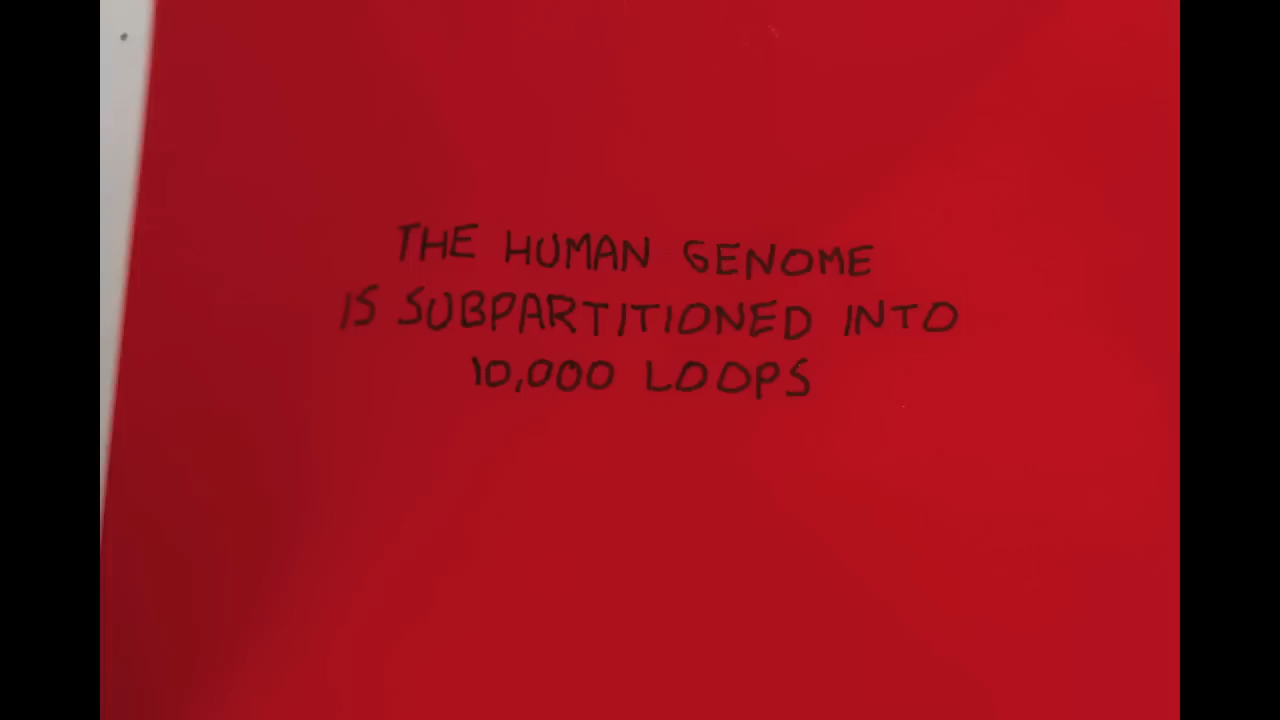 THE HUMAN GENOME
IS SUBPARTITIONED INTO
10,000 LOOPS